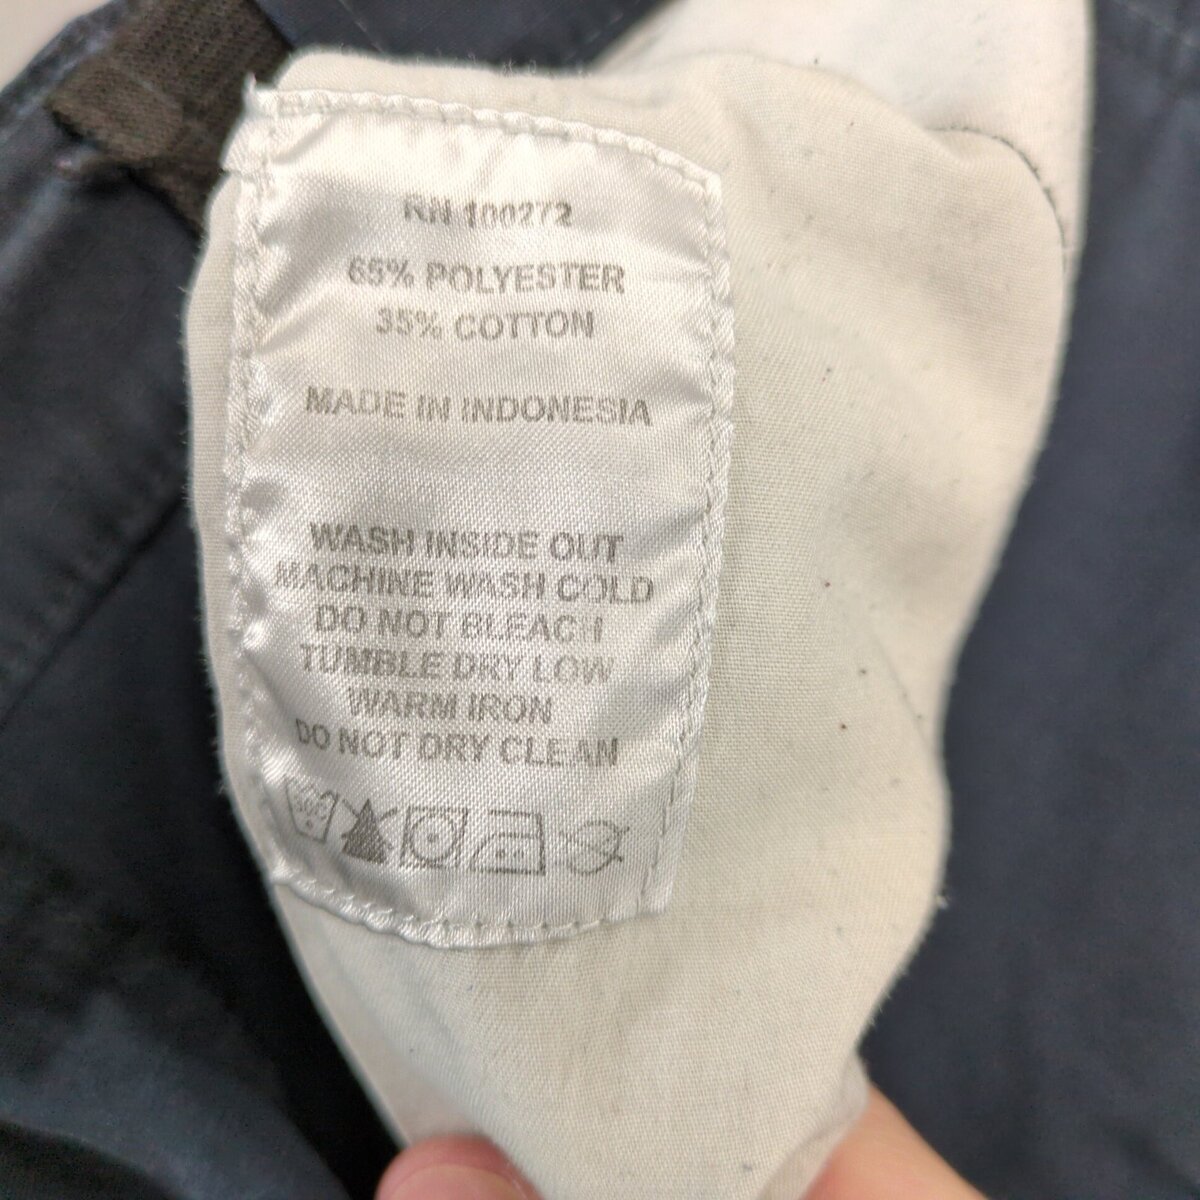 RN 100272
65% POLYESTER
35% COTTON
MADE IN INDONESIA
WASH INSIDE OUT
MACHINE WASH COLD
DO NOT BLEACH
TUMBLE DRY LOW
WARM IRON
DO NOT DRY CLEAN
30C